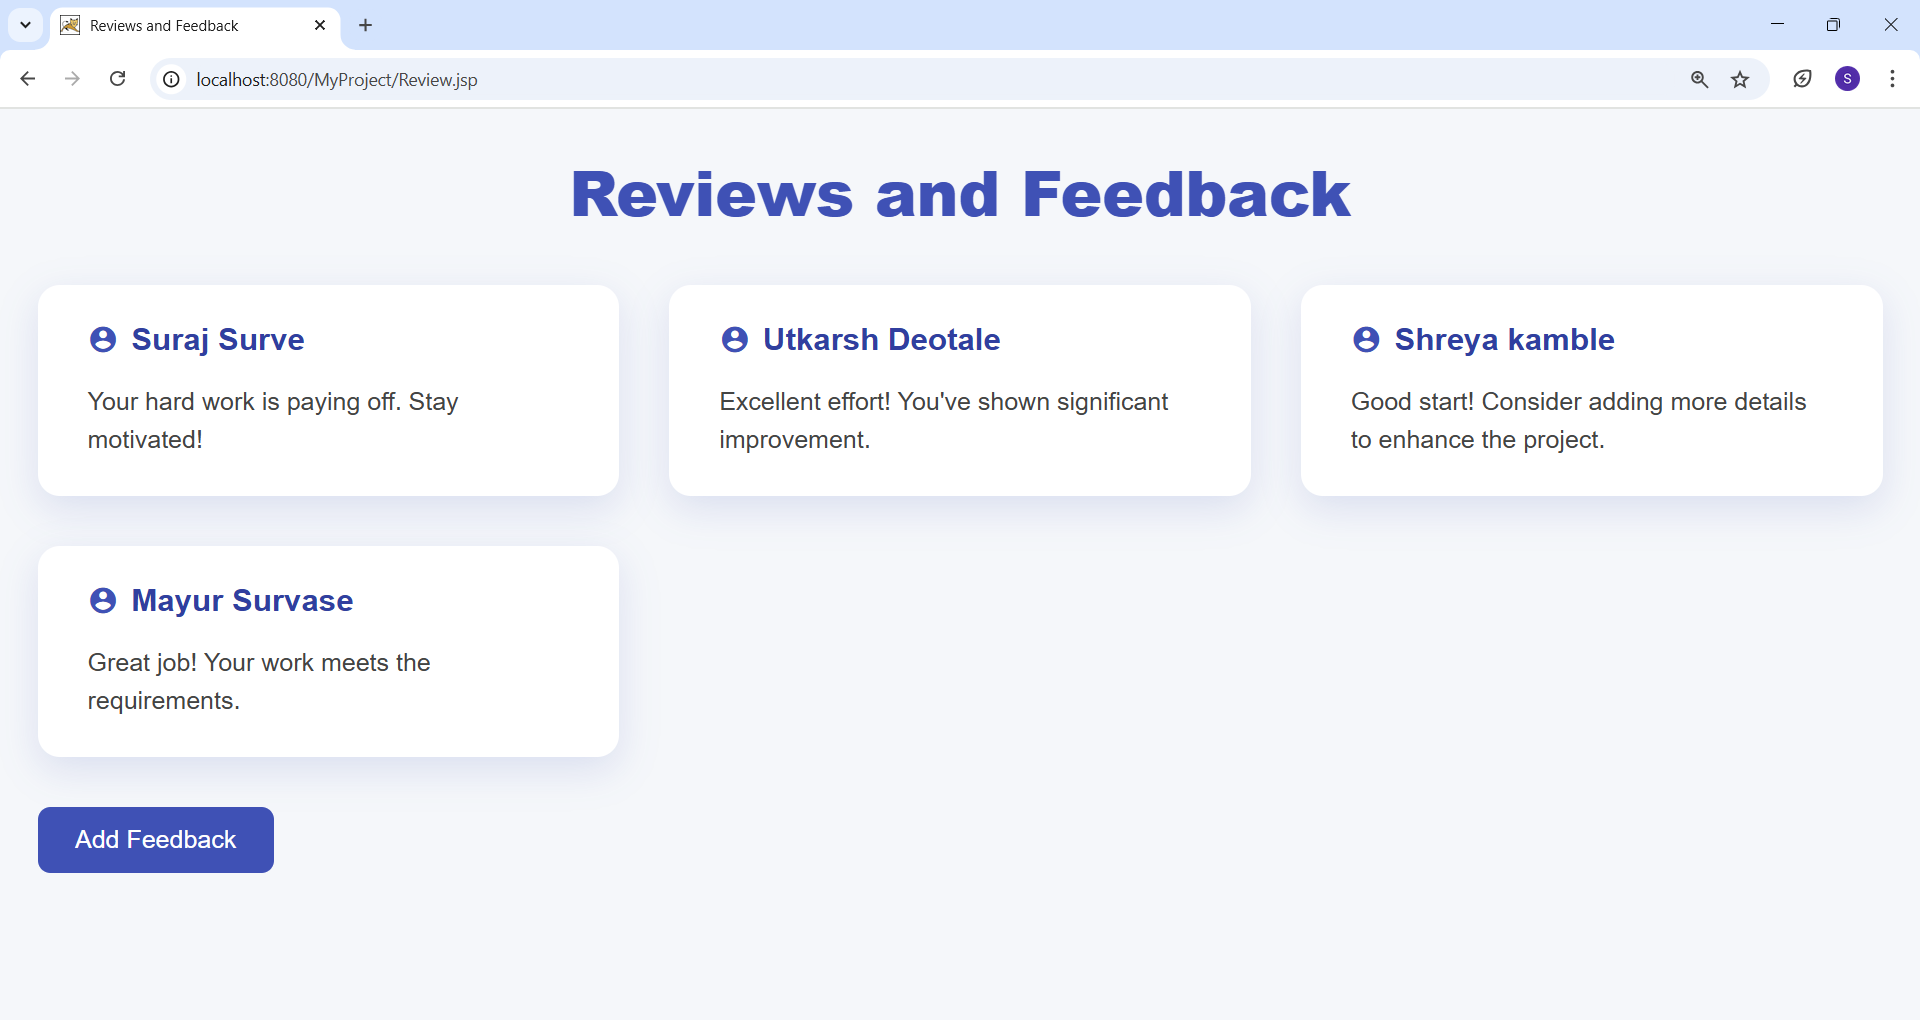 Reviews and Feedback
localhost:8080/MyProject/Review.jsp
S
Reviews and Feedback
Suraj Surve
Your hard work is paying off. Stay
motivated!
Utkarsh Deotale
Excellent effort! You've shown significant
improvement.
Shreya kamble
Good start! Consider adding more details
to enhance the project.
Mayur Survase
Great job! Your work meets the
requirements.
Add Feedback